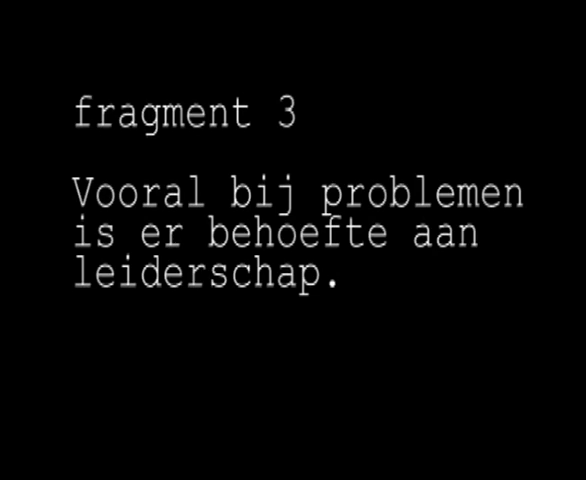 fragment 3
Vooral bij problemen
is er behoefte aan
leiderschap.